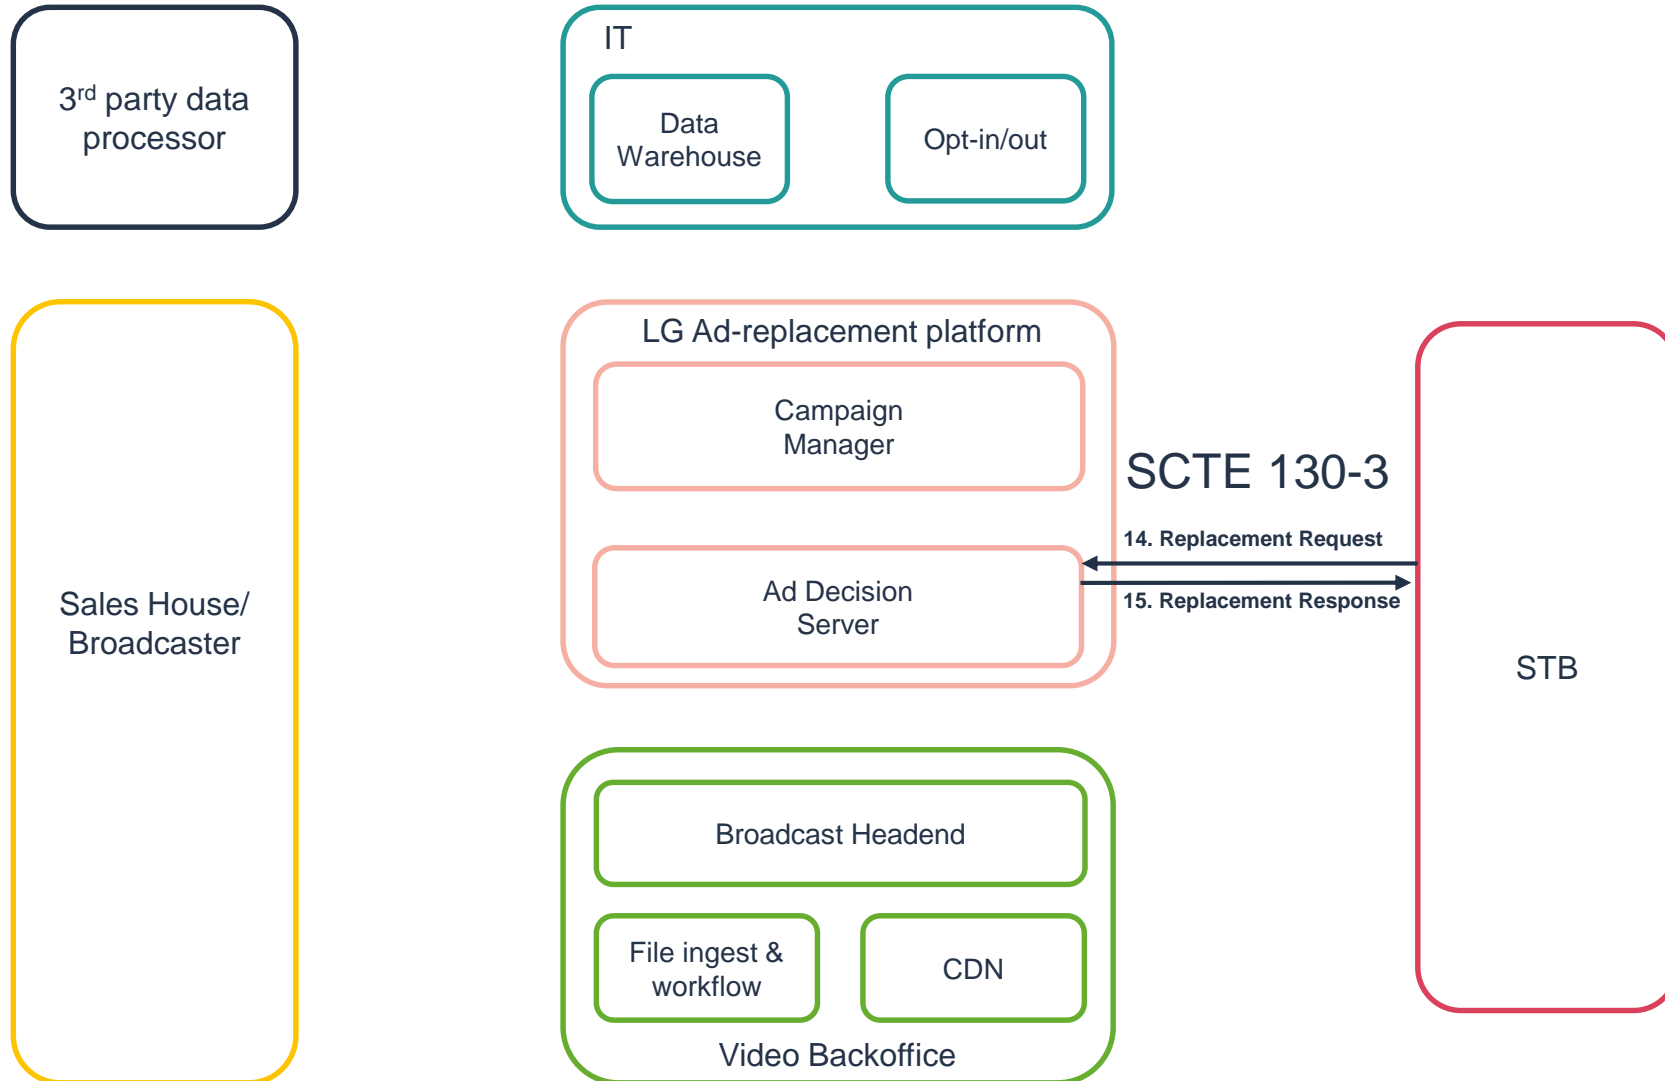 3rd party data
processor
IT
Data
Warehouse
Opt-in/out
Sales House/
Broadcaster
LG Ad-replacement platform
Campaign
Manager
Ad Decision
Server
SCTE 130-3
14. Replacement Request
15. Replacement Response
STB
Broadcast Headend
File ingest &
workflow
CDN
Video Backoffice